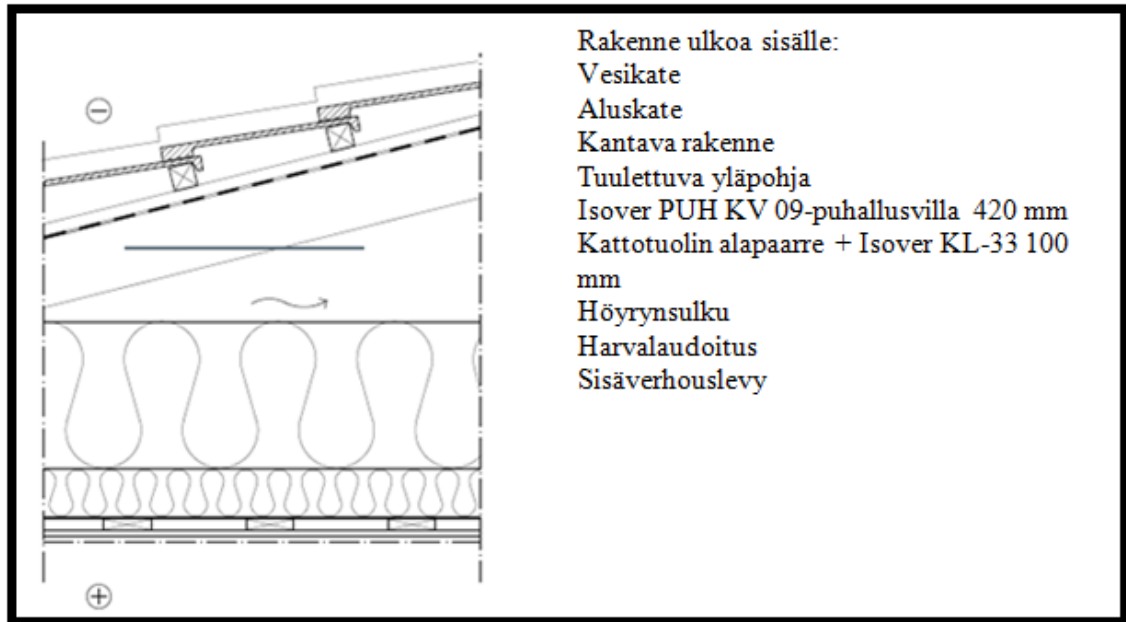 Rakenne ulkoa sisälle:
Vesikate
Aluskate
Kantava rakenne
Tuulettuva yläpohja
Isover PUH KV 09-puhallusvilla 420 mm
Kattotuolin alapaarre + Isover KL-33 100
mm
Höyrynsulku
Harvalaudoitus
Sisäverhouslevy